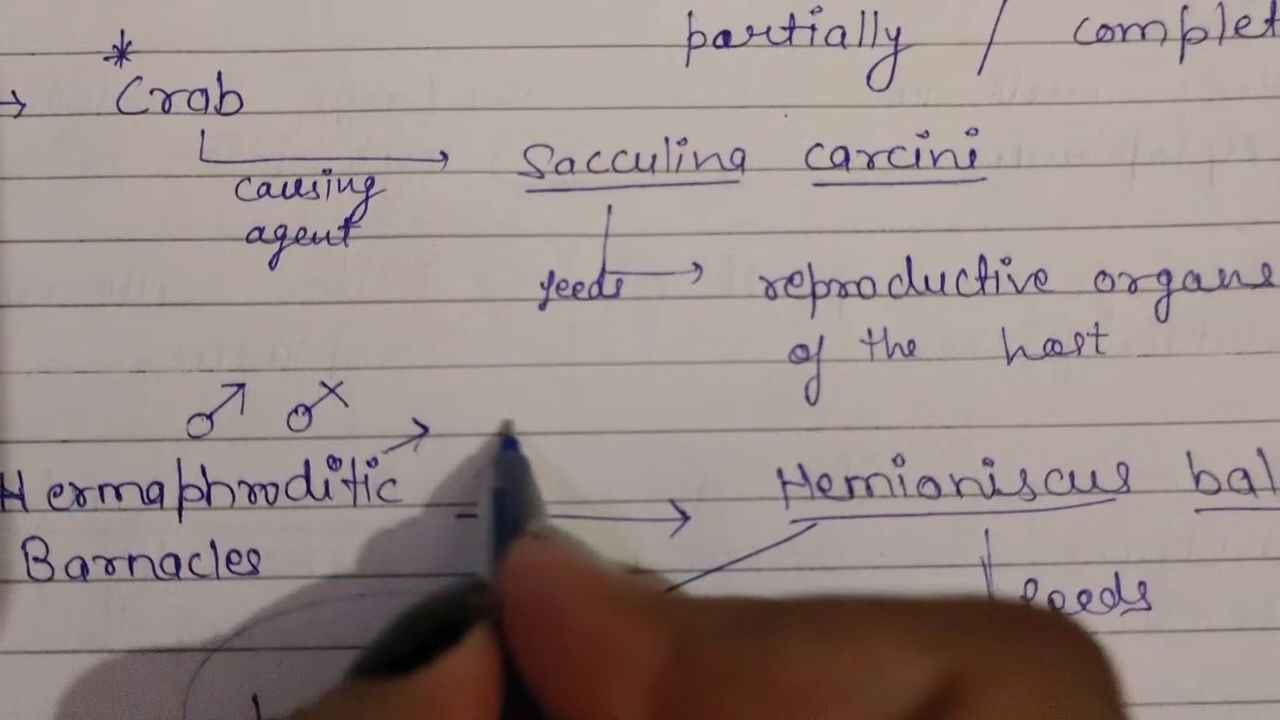 partially / complet
* 
→ Crab
→ Sacculina carcini
causing
agent
feeds → reproductive organs
of the host
♂ ♀
Hermaphroditic → → Hemioniscus bal
Barnacles
feeds